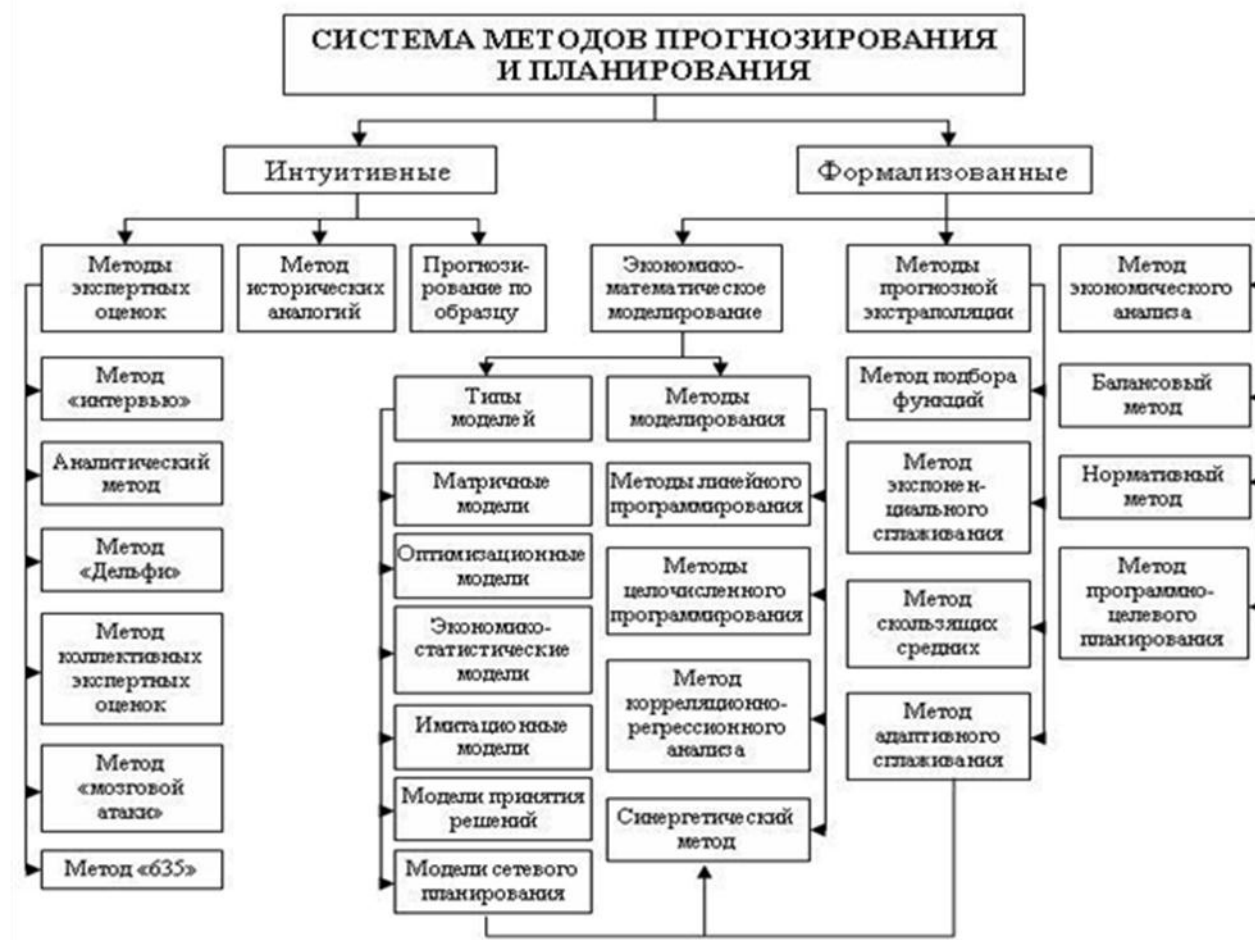 СИСТЕМА МЕТОДОВ ПРОГНОЗИРОВАНИЯ
И ПЛАНИРОВАНИЯ
Интуитивные
Формализованные
Методы
экспертных
оценок
Метод
исторических
аналогий
Прогнози-
рование по
образцу
Экономико-
математическое
моделирование
Методы
прогнозной
экстраполяции
Метод
экономического
анализа
Метод
«интервью»
Аналитический
метод
Метод
«Дельфи»
Метод
коллективных
экспертных
оценок
Метод
«мозговой
атаки»
Метод «635»
Типы
моделей
Матричные
модели
Оптимизационные
модели
Экономико-
статистические
модели
Имитационные
модели
Модели принятия
решений
Модели сетевого
планирования
Методы
моделирования
Методы линейного
программирования
Методы
целочисленного
программирования
Метод
корреляционно-
регрессионного
анализа
Синергетический
метод
Метод подбора
функций
Метод
экспонен-
циального
сглаживания
Метод
скользящих
средних
Метод
адаптивного
сглаживания
Балансовый
метод
Нормативный
метод
Метод
программно-
целевого
планирования